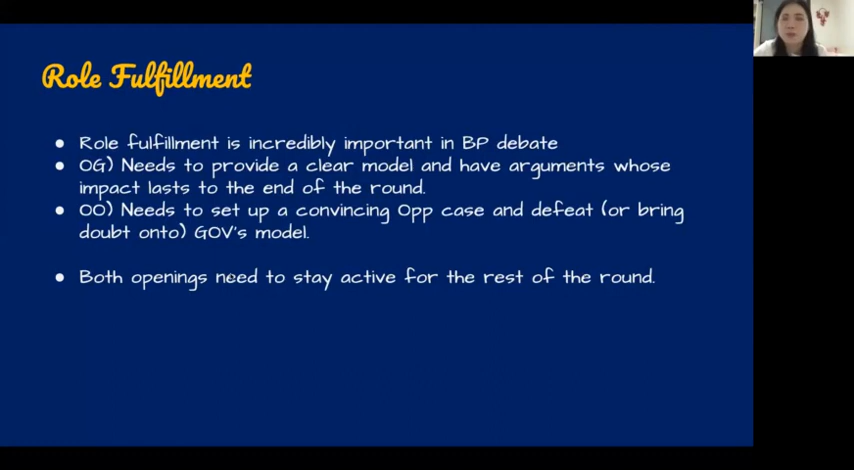 Role Fulfillment
● Role fulfillment is incredibly important in BP debate
● OG) Needs to provide a clear model and have arguments whose
impact lasts to the end of the round.
● OO) Needs to set up a convincing Opp case and defeat (or bring
doubt onto) GOV's model.
● Both openings need to stay active for the rest of the round.